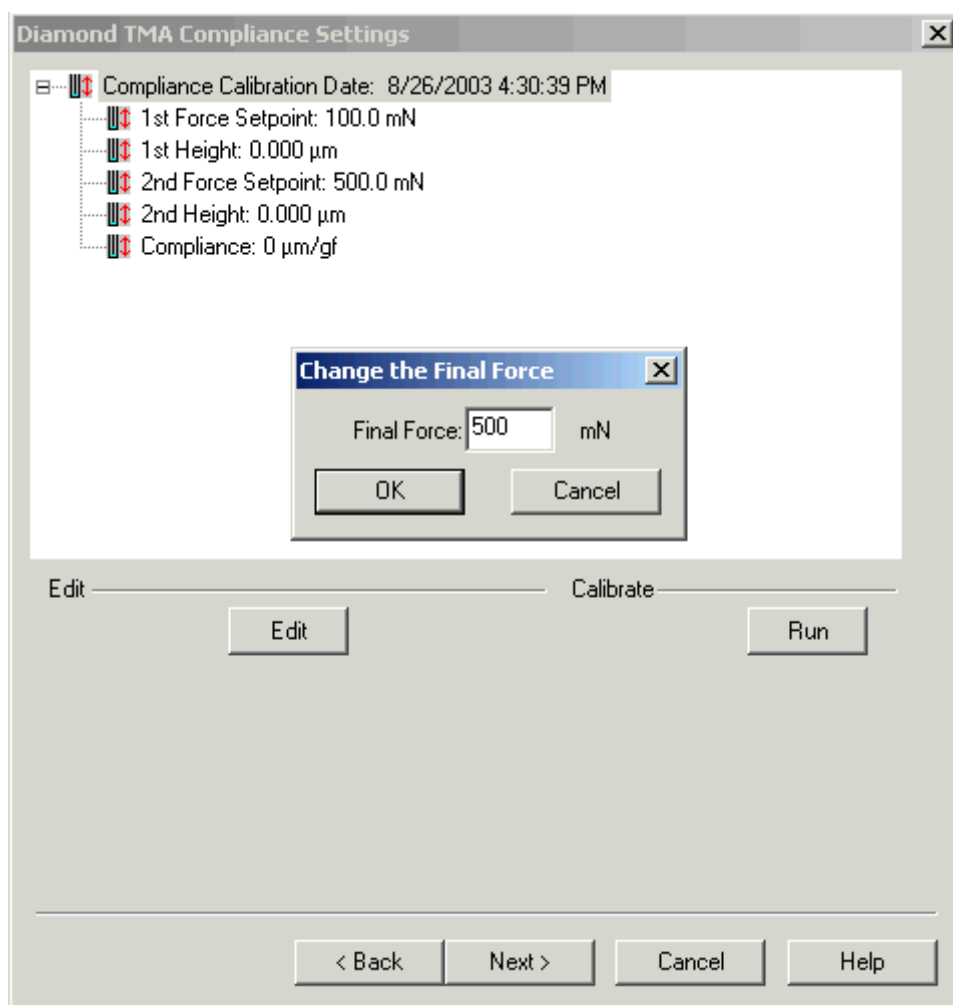 Diamond TMA Compliance Settings
Compliance Calibration Date: 8/26/2003 4:30:39 PM
1st Force Setpoint: 100.0 mN
1st Height: 0.000 µm
2nd Force Setpoint: 500.0 mN
2nd Height: 0.000 µm
Compliance: 0 µm/gf
Change the Final Force
Final Force: 500 mN
OK Cancel
Edit Calibrate
Edit Run
< Back Next > Cancel Help